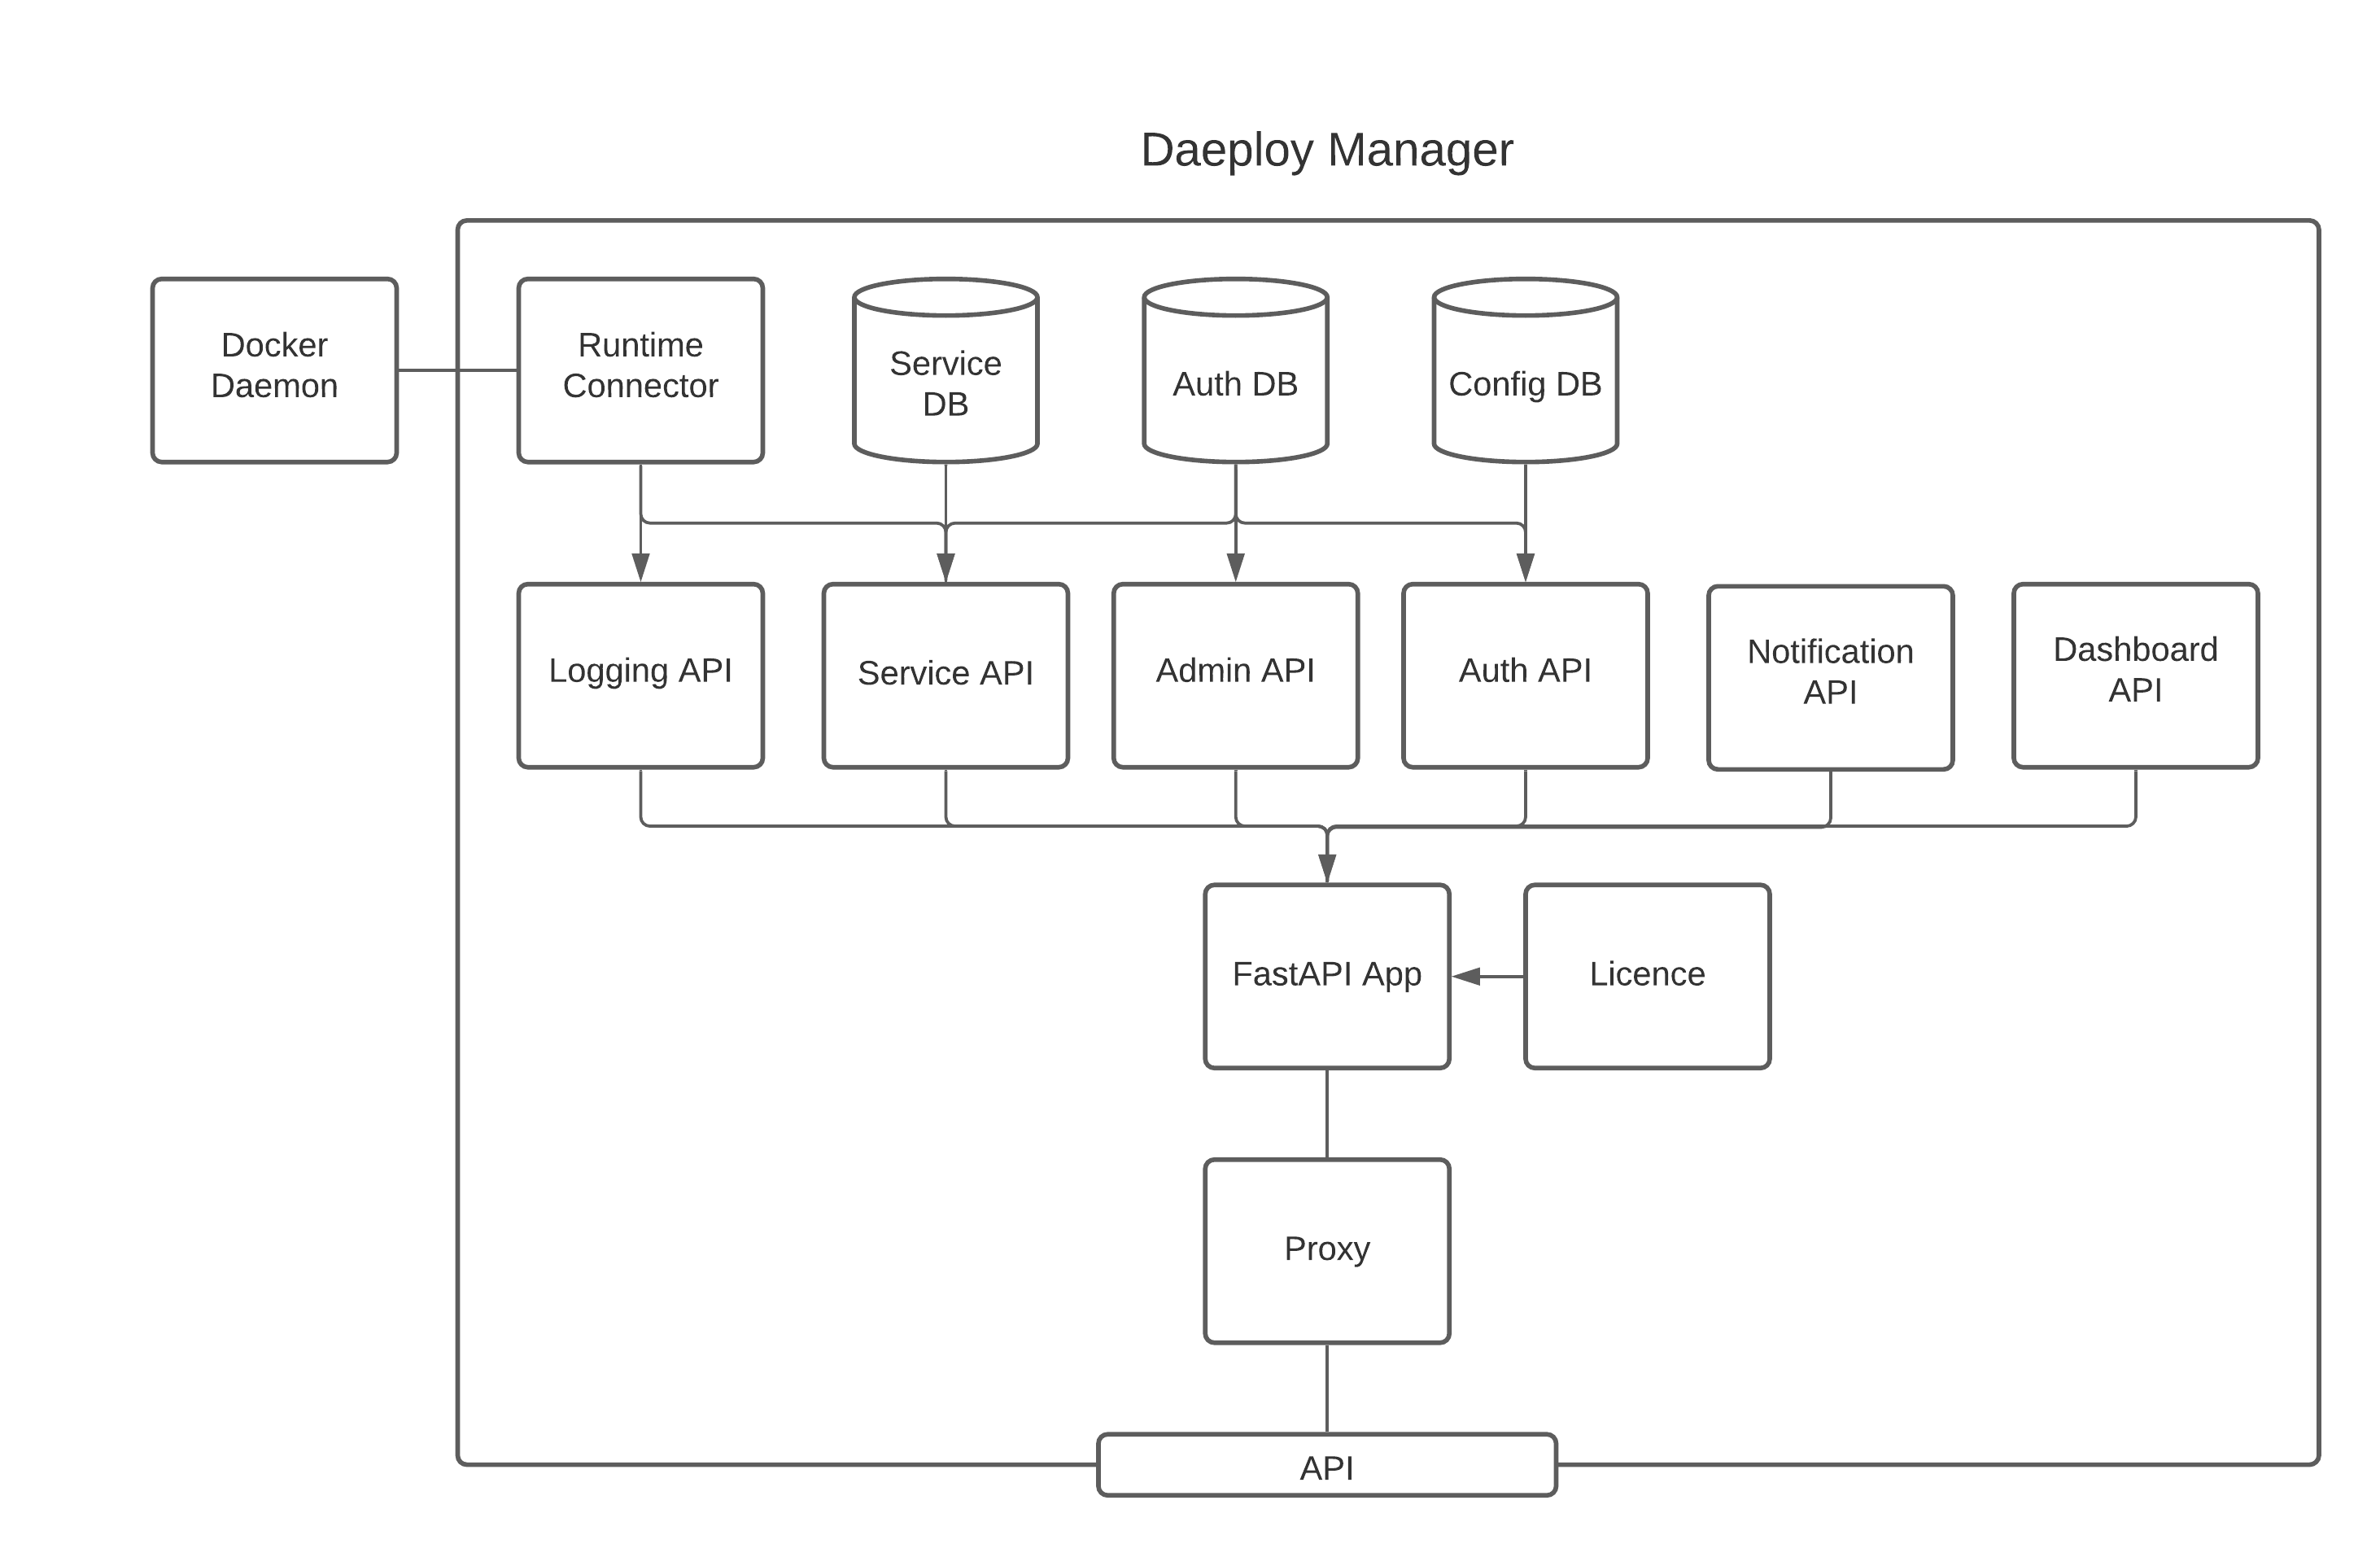 Daeploy Manager
Docker
Daemon
Runtime
Connector
Service
DB
Auth DB
Config DB
Logging API
Service API
Admin API
Auth API
Notification
API
Dashboard
API
FastAPI App
Licence
Proxy
API